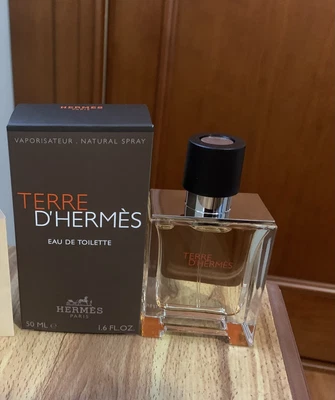 HERMÈS
VAPORISATEUR . NATURAL SPRAY
TERRE
D'HERMÈS
EAU DE TOILETTE
HERMÈS
PARIS
50 ML ℮ 1.6 FL.OZ.
TERRE
D'HERMÈS